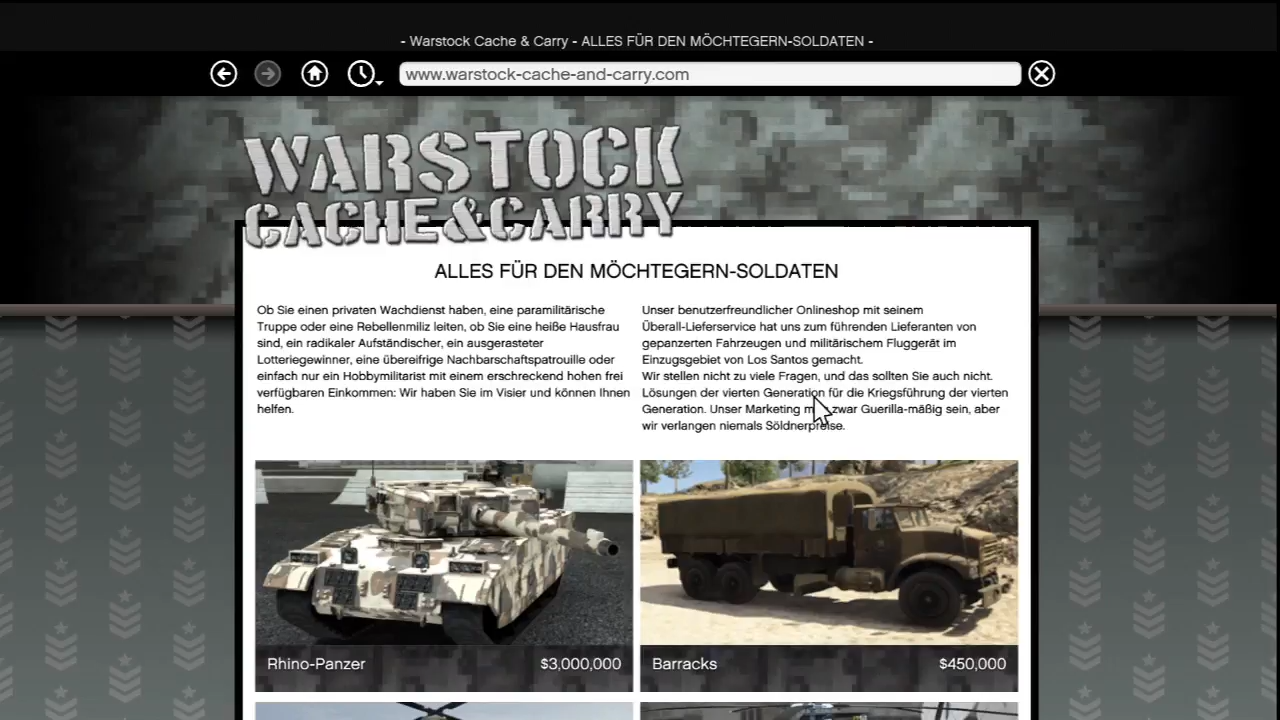 - Warstock Cache & Carry - ALLES FÜR DEN MÖCHTEGERN-SOLDATEN -
www.warstock-cache-and-carry.com
WARSTOCK
CACHE&CARRY
ALLES FÜR DEN MÖCHTEGERN-SOLDATEN
Ob Sie einen privaten Wachdienst haben, eine paramilitärische
Truppe oder eine Rebellenmiliz leiten, ob Sie eine heiße Hausfrau
sind, ein radikaler Aufständischer, ein ausgerasteter
Lotteriegewinner, eine übereifrige Nachbarschaftspatrouille oder
einfach nur ein Hobbymilitarist mit einem erschreckend hohen frei
verfügbaren Einkommen: Wir haben Sie im Visier und können Ihnen
helfen.
Unser benutzerfreundlicher Onlineshop mit seinem
Überall-Lieferservice hat uns zum führenden Lieferanten von
gepanzerten Fahrzeugen und militärischem Fluggerät im
Einzugsgebiet von Los Santos gemacht.
Wir stellen nicht zu viele Fragen, und das sollten Sie auch nicht.
Lösungen der vierten Generation für die Kriegsführung der vierten
Generation. Unser Marketing zwar Guerilla-mäßig sein, aber
wir verlangen niemals Söldnerpreise.
Rhino-Panzer $3,000,000
Barracks $450,000